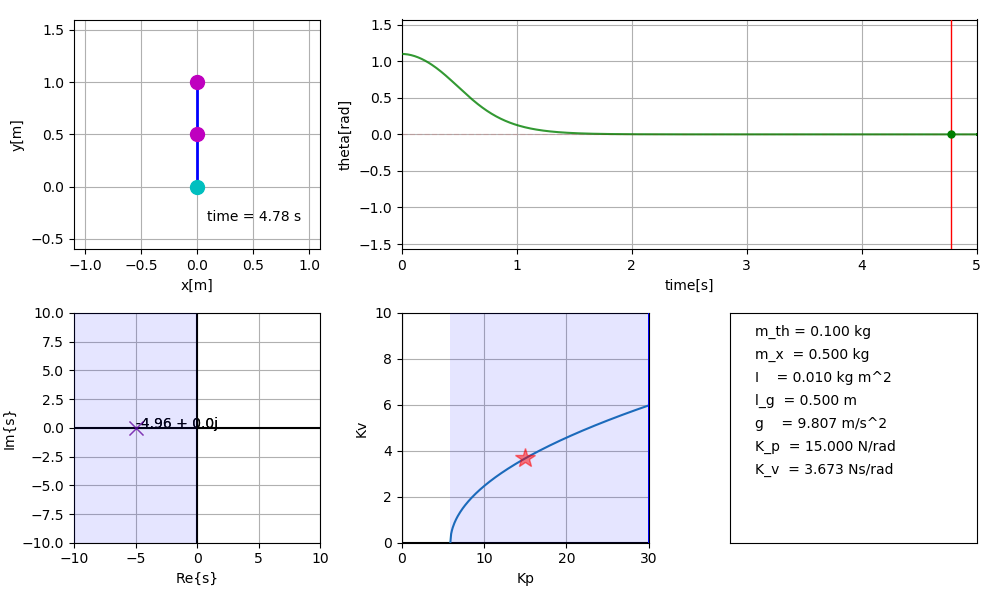 1.5
1.0
0.5
0.0
−0.5
y[m]
time = 4.78 s
−1.0
−0.5
0.0
0.5
1.0
x[m]
1.5
1.0
0.5
0.0
−0.5
−1.0
−1.5
theta[rad]
0
1
2
3
4
5
time[s]
10.0
7.5
5.0
2.5
0.0
−2.5
−5.0
−7.5
−10.0
Im{s}
-4.96 + 0.0j
−10
−5
0
5
10
Re{s}
10
8
6
4
2
0
Kv
0
10
20
30
Kp
m_th = 0.100 kg
m_x = 0.500 kg
I = 0.010 kg m^2
l_g = 0.500 m
g = 9.807 m/s^2
K_p = 15.000 N/rad
K_v = 3.673 Ns/rad